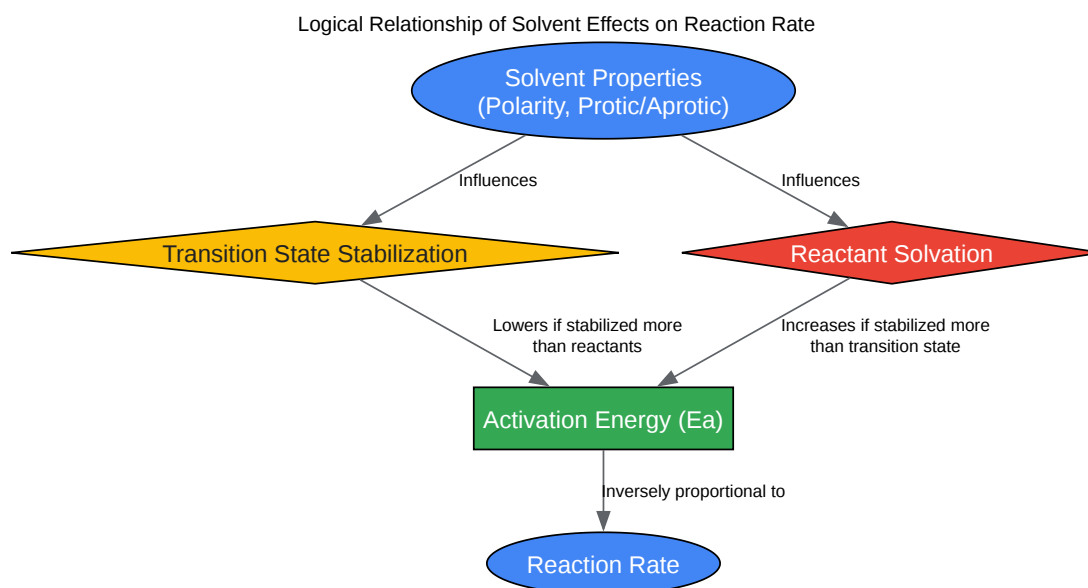 Logical Relationship of Solvent Effects on Reaction Rate
Solvent Properties
(Polarity, Protic/Aprotic)
Influences
Influences
Transition State Stabilization
Reactant Solvation
Lowers if stabilized more
than reactants
Increases if stabilized more
than transition state
Activation Energy (Ea)
Inversely proportional to
Reaction Rate